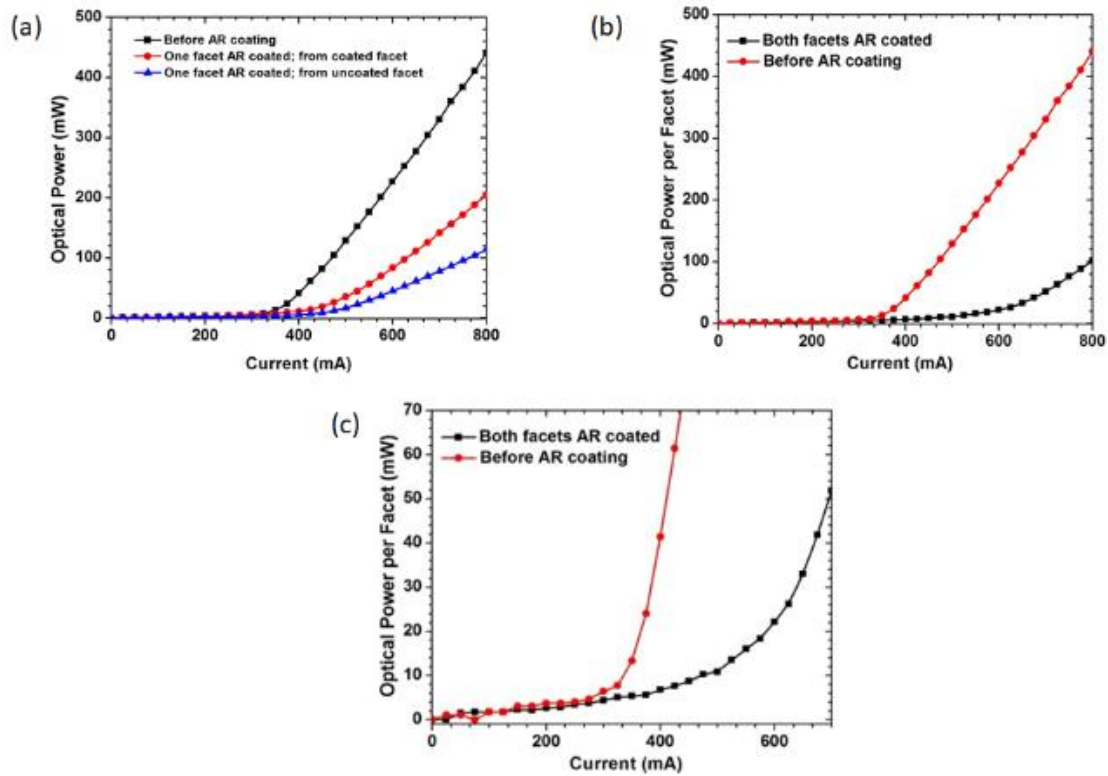 (a)
500
400
300
200
100
0
Before AR coating
One facet AR coated; from coated facet
One facet AR coated; from uncoated facet
Optical Power (mW)
0 200 400 600 800
Current (mA)
(b)
500
400
300
200
100
0
Both facets AR coated
Before AR coating
Optical Power per Facet (mW)
0 200 400 600 800
Current (mA)
(c)
70
60
50
40
30
20
10
0
Both facets AR coated
Before AR coating
Optical Power per Facet (mW)
0 200 400 600
Current (mA)